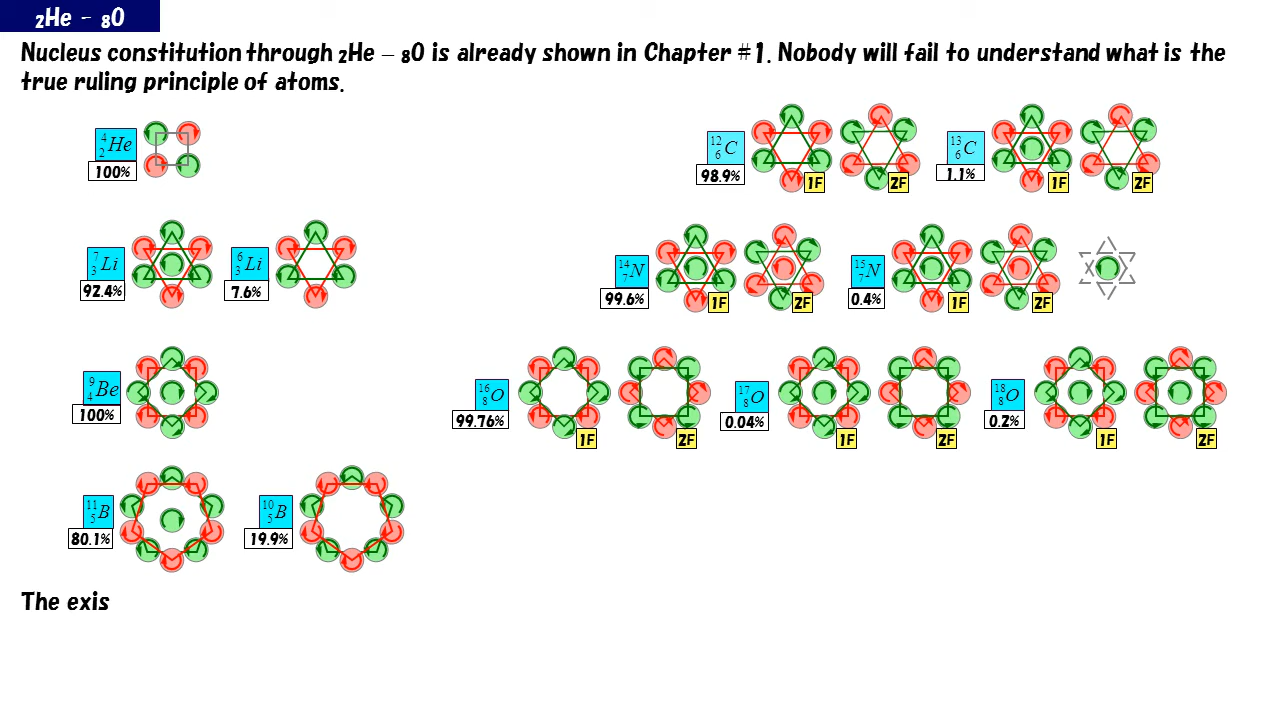 ₂He – ₈O
Nucleus constitution through ₂He – ₈O is already shown in Chapter #1. Nobody will fail to understand what is the
true ruling principle of atoms.
⁴₂He
100%
¹²₆C
98.9%
1F
2F
¹³₆C
1.1%
1F
2F
⁷₃Li
92.4%
⁶₃Li
7.6%
¹⁴₇N
99.6%
1F
2F
¹⁵₇N
0.4%
1F
2F
⁹₄Be
100%
¹⁶₈O
99.76%
1F
2F
¹⁷₈O
0.04%
1F
2F
¹⁸₈O
0.2%
1F
2F
¹¹₅B
80.1%
¹⁰₅B
19.9%
The exis